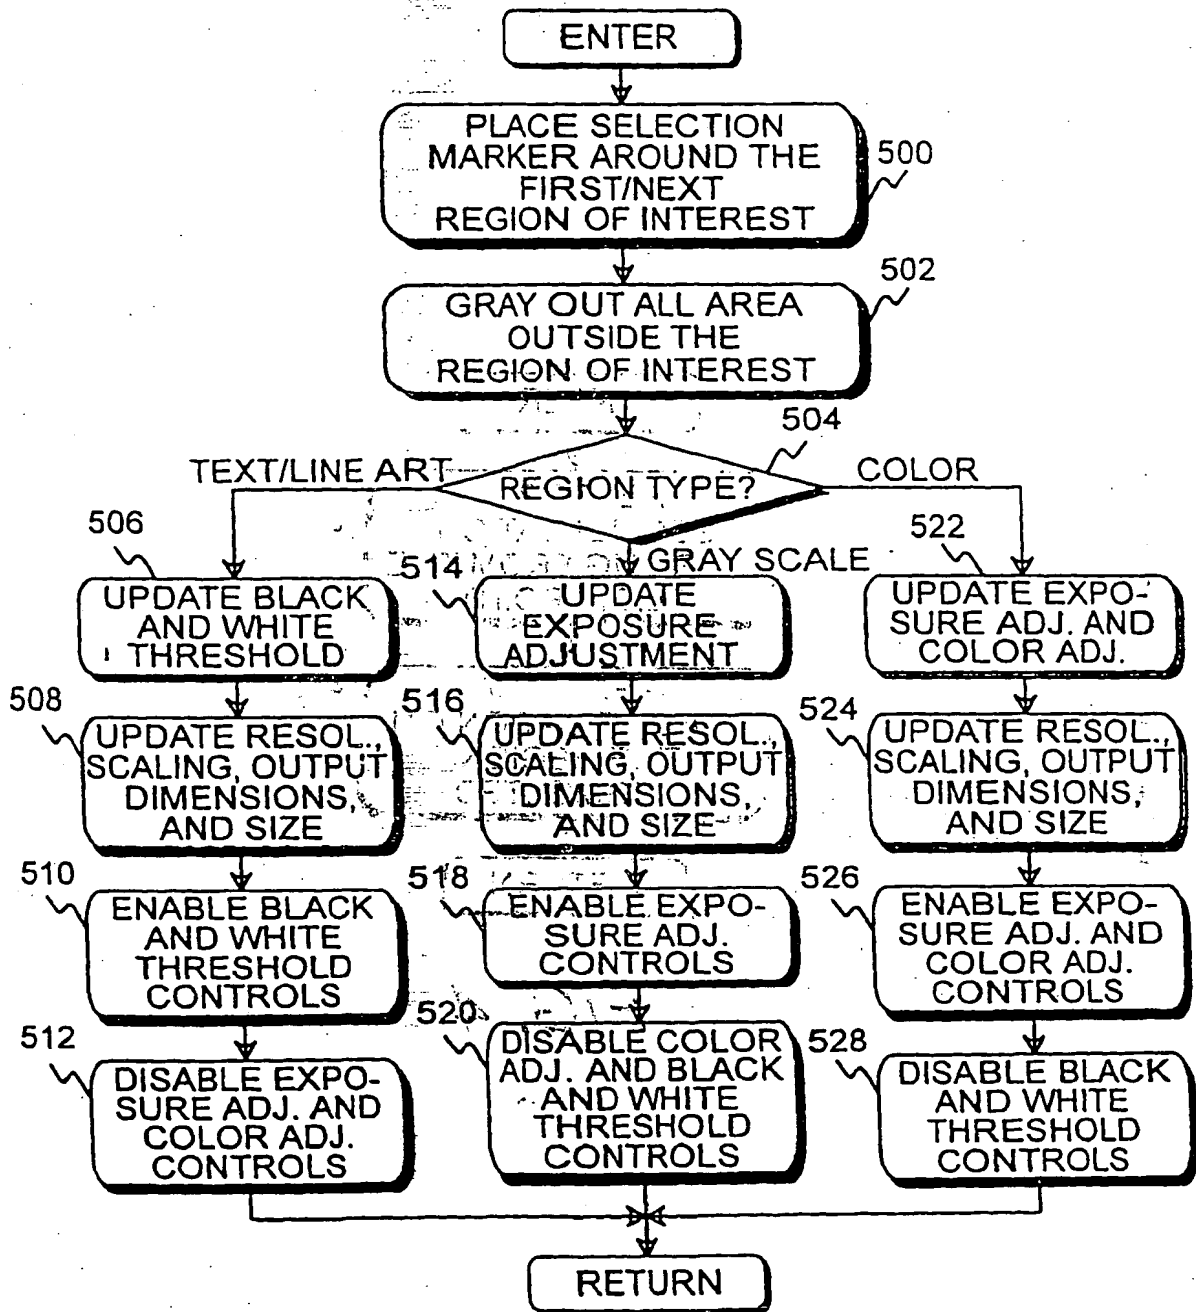 ENTER
PLACE SELECTION
MARKER AROUND THE
FIRST/NEXT
REGION OF INTEREST
500
GRAY OUT ALL AREA
OUTSIDE THE
REGION OF INTEREST
502
504
REGION TYPE?
TEXT/LINE ART
GRAY SCALE
COLOR
506
UPDATE BLACK
AND WHITE
THRESHOLD
508
UPDATE RESOL.,
SCALING, OUTPUT
DIMENSIONS,
AND SIZE
510
ENABLE BLACK
AND WHITE
THRESHOLD
CONTROLS
512
DISABLE EXPO-
SURE ADJ. AND
COLOR ADJ.
CONTROLS
514
UPDATE
EXPOSURE
ADJUSTMENT
516
UPDATE RESOL.,
SCALING, OUTPUT
DIMENSIONS,
AND SIZE
518
ENABLE EXPO-
SURE ADJ.
CONTROLS
520
DISABLE COLOR
ADJ. AND BLACK
AND WHITE
THRESHOLD
CONTROLS
522
UPDATE EXPO-
SURE ADJ. AND
COLOR ADJ.
524
UPDATE RESOL.,
SCALING, OUTPUT
DIMENSIONS,
AND SIZE
526
ENABLE EXPO-
SURE ADJ. AND
COLOR ADJ.
CONTROLS
528
DISABLE BLACK
AND WHITE
THRESHOLD
CONTROLS
RETURN